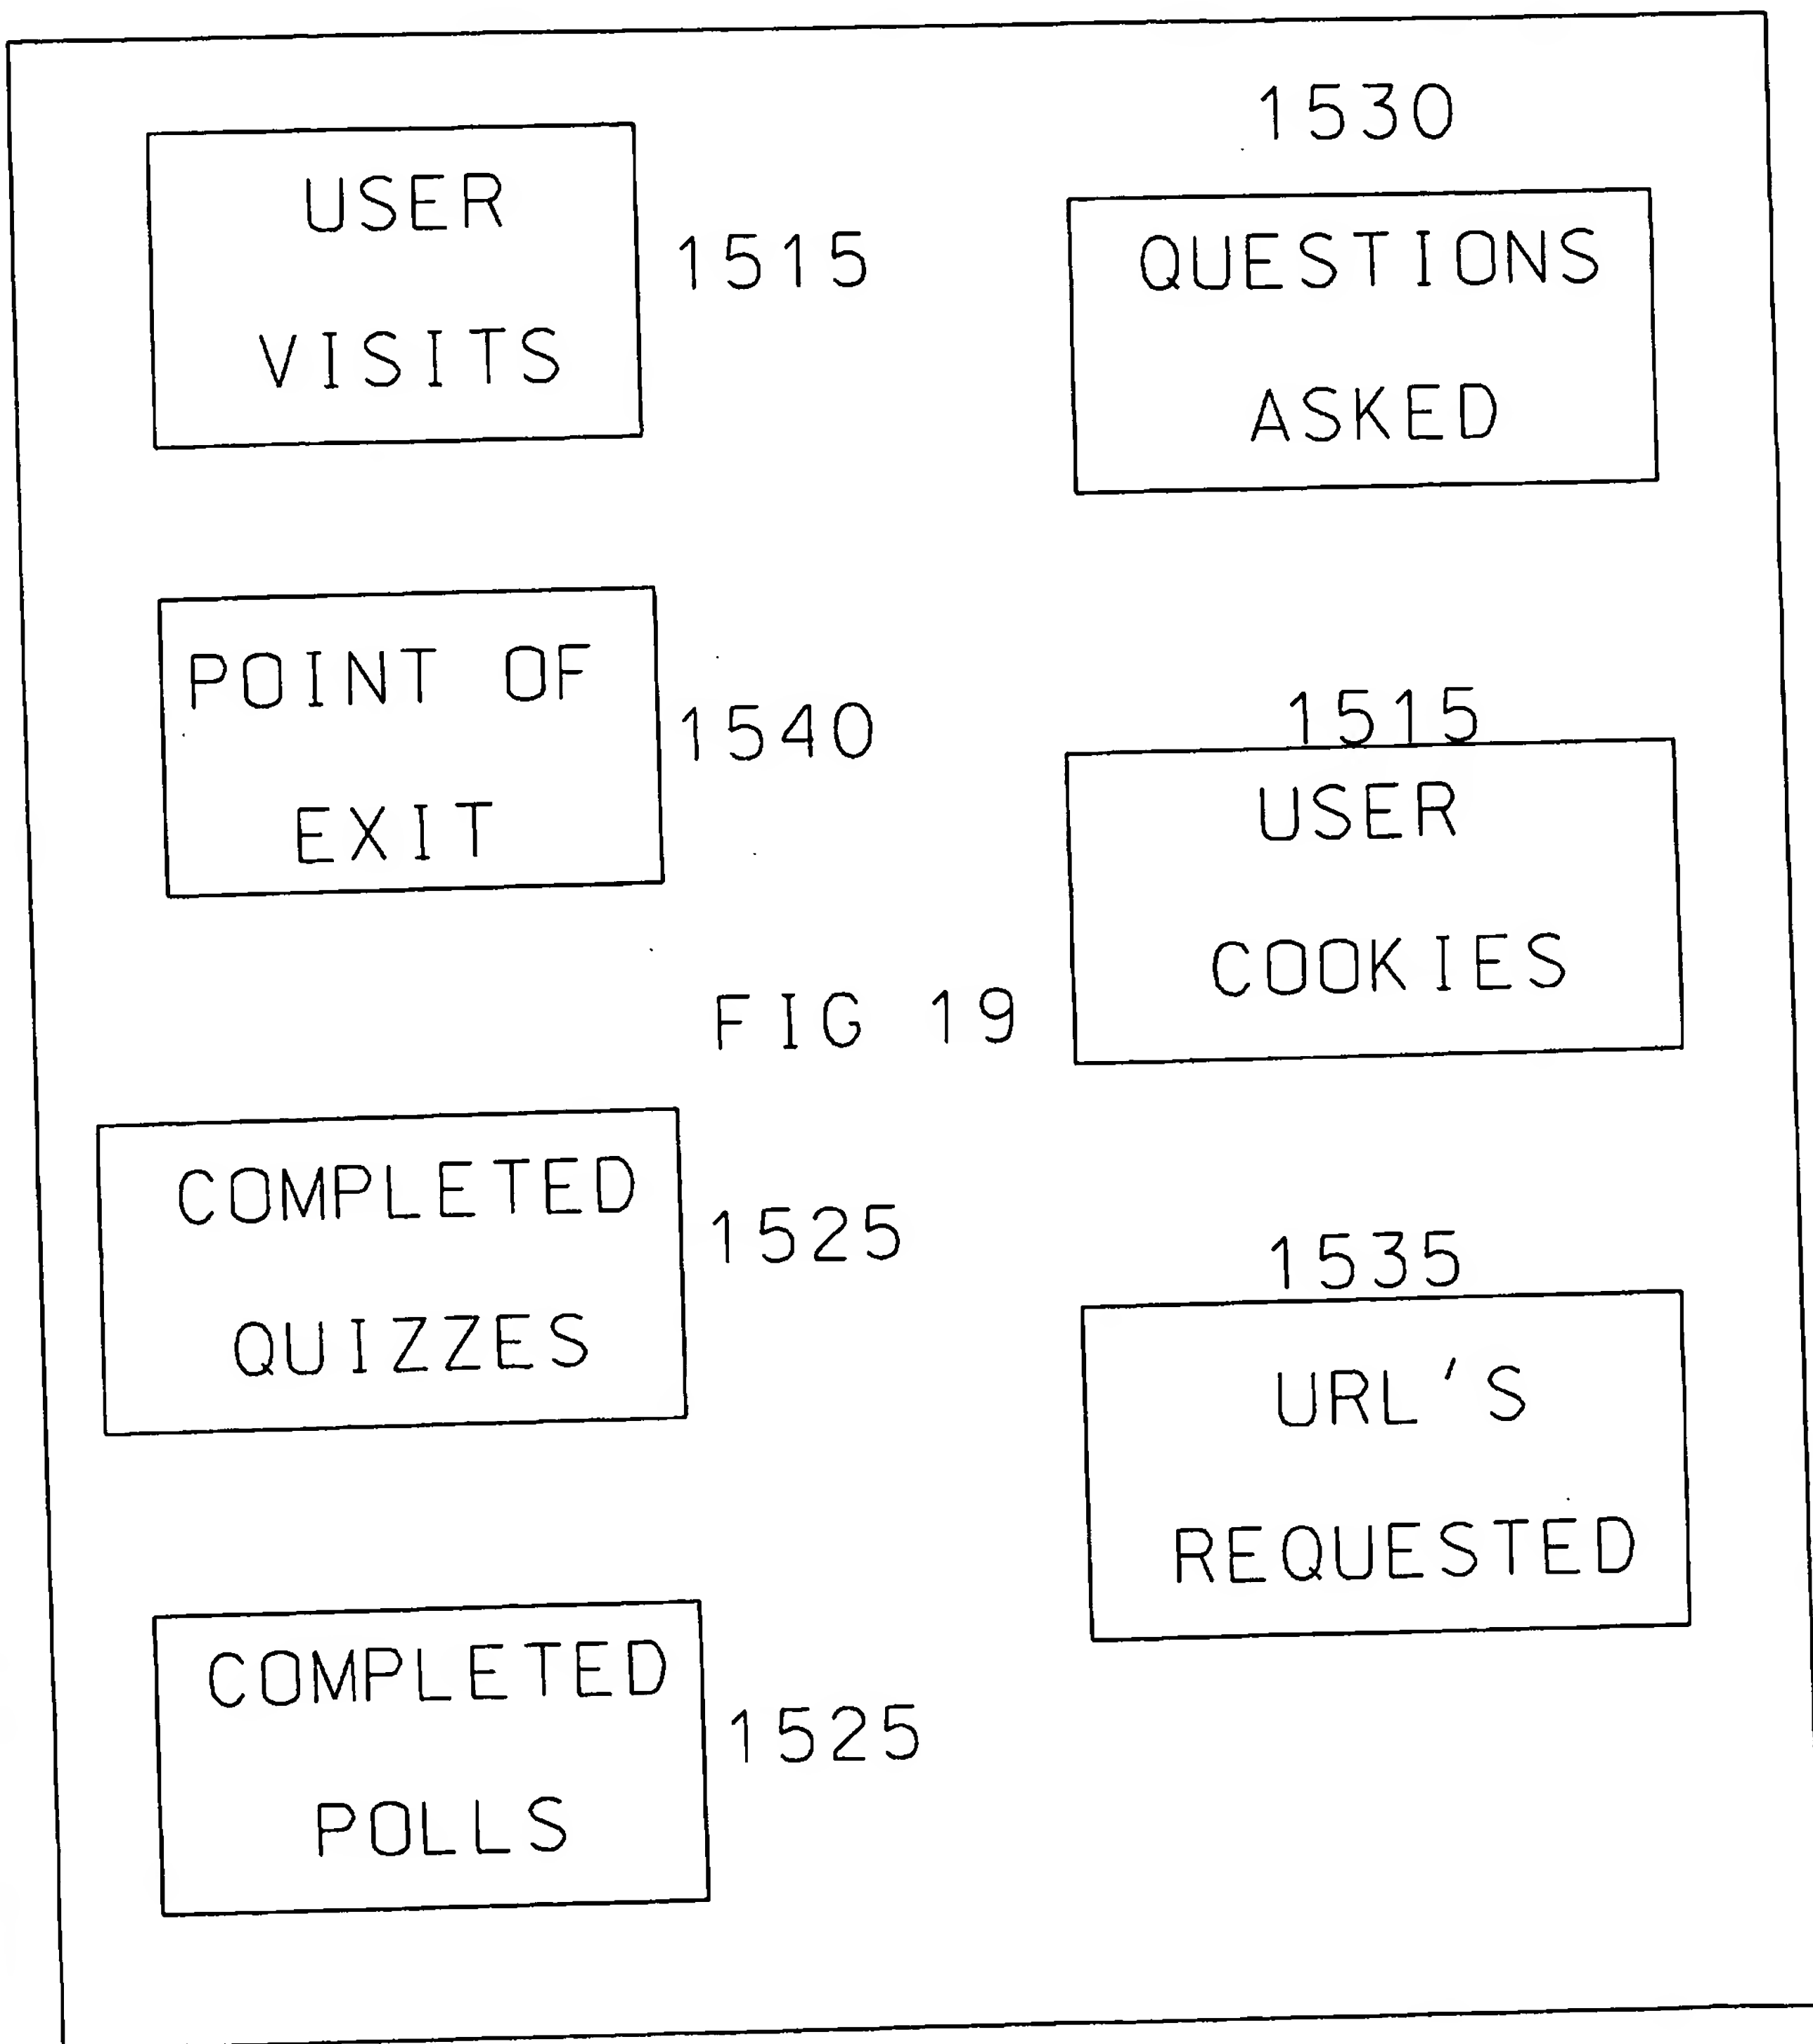 USER
VISITS
1515
POINT OF
EXIT
1540
FIG 19
COMPLETED
QUIZZES
1525
COMPLETED
POLLS
1525
1530
QUESTIONS
ASKED
1515
USER
COOKIES
1535
URL'S
REQUESTED